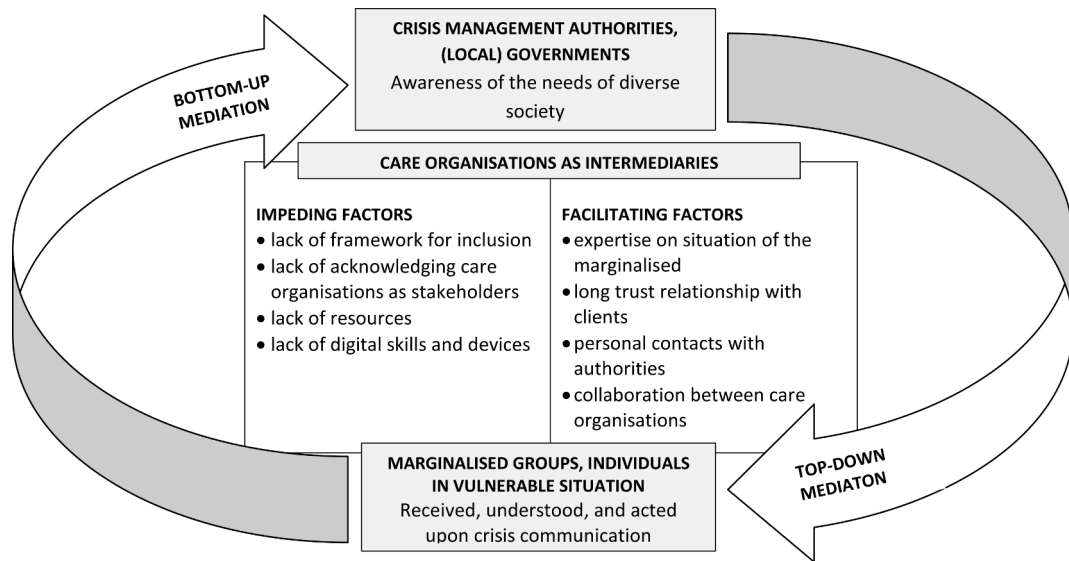 CRISIS MANAGEMENT AUTHORITIES,
(LOCAL) GOVERNMENTS
Awareness of the needs of diverse
society
BOTTOM-UP
MEDIATION
CARE ORGANISATIONS AS INTERMEDIARIES
IMPEDING FACTORS
• lack of framework for inclusion
• lack of acknowledging care
organisations as stakeholders
• lack of resources
• lack of digital skills and devices
FACILITATING FACTORS
• expertise on situation of the
marginalised
• long trust relationship with
clients
• personal contacts with
authorities
• collaboration between care
organisations
TOP-DOWN
MEDIATON
MARGINALISED GROUPS, INDIVIDUALS
IN VULNERABLE SITUATION
Received, understood, and acted
upon crisis communication